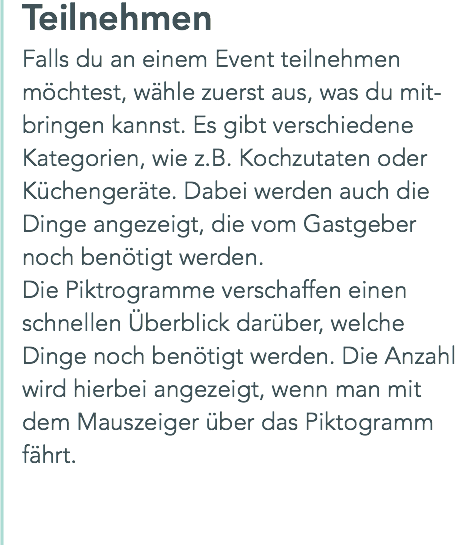 Teilnehmen
Falls du an einem Event teilnehmen
möchtest, wähle zuerst aus, was du mit-
bringen kannst. Es gibt verschiedene
Kategorien, wie z.B. Kochzutaten oder
Küchengeräte. Dabei werden auch die
Dinge angezeigt, die vom Gastgeber
noch benötigt werden.
Die Piktrogramme verschaffen einen
schnellen Überblick darüber, welche
Dinge noch benötigt werden. Die Anzahl
wird hierbei angezeigt, wenn man mit
dem Mauszeiger über das Piktogramm
fährt.